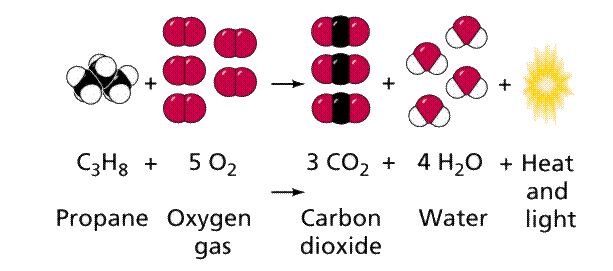 + → + +
C₃H₈ + 5 O₂ → 3 CO₂ + 4 H₂O + Heat and light
Propane Oxygen gas Carbon dioxide Water